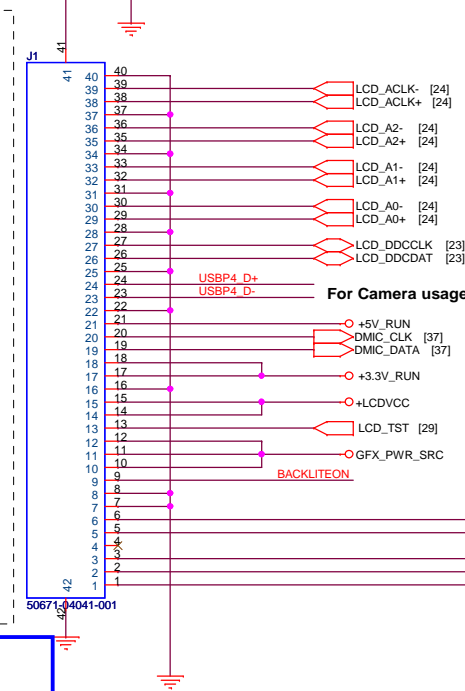 41
J1
41
40 40
39 39 LCD_ACLK- [24]
38 38 LCD_ACLK+ [24]
37 37
36 36 LCD_A2- [24]
35 35 LCD_A2+ [24]
34 34
33 33 LCD_A1- [24]
32 32 LCD_A1+ [24]
31 31
30 30 LCD_A0- [24]
29 29 LCD_A0+ [24]
28 28
27 27 LCD_DDCCLK [23]
26 26 LCD_DDCDAT [23]
25 25
24 24 USBP4_D+
23 23 USBP4_D-
For Camera usage
22 22
21 21 +5V_RUN
20 20 DMIC_CLK [37]
19 19 DMIC_DATA [37]
18 18
17 17 +3.3V_RUN
16 16
15 15 +LCDVCC
14 14
13 13 LCD_TST [29]
12 12
11 11 GFX_PWR_SRC
10 10
9 9 BACKLITEON
8 8
7 7
6 6
5 5
4 4
3 3
2 2
1 1
42
50671-04041-001
42